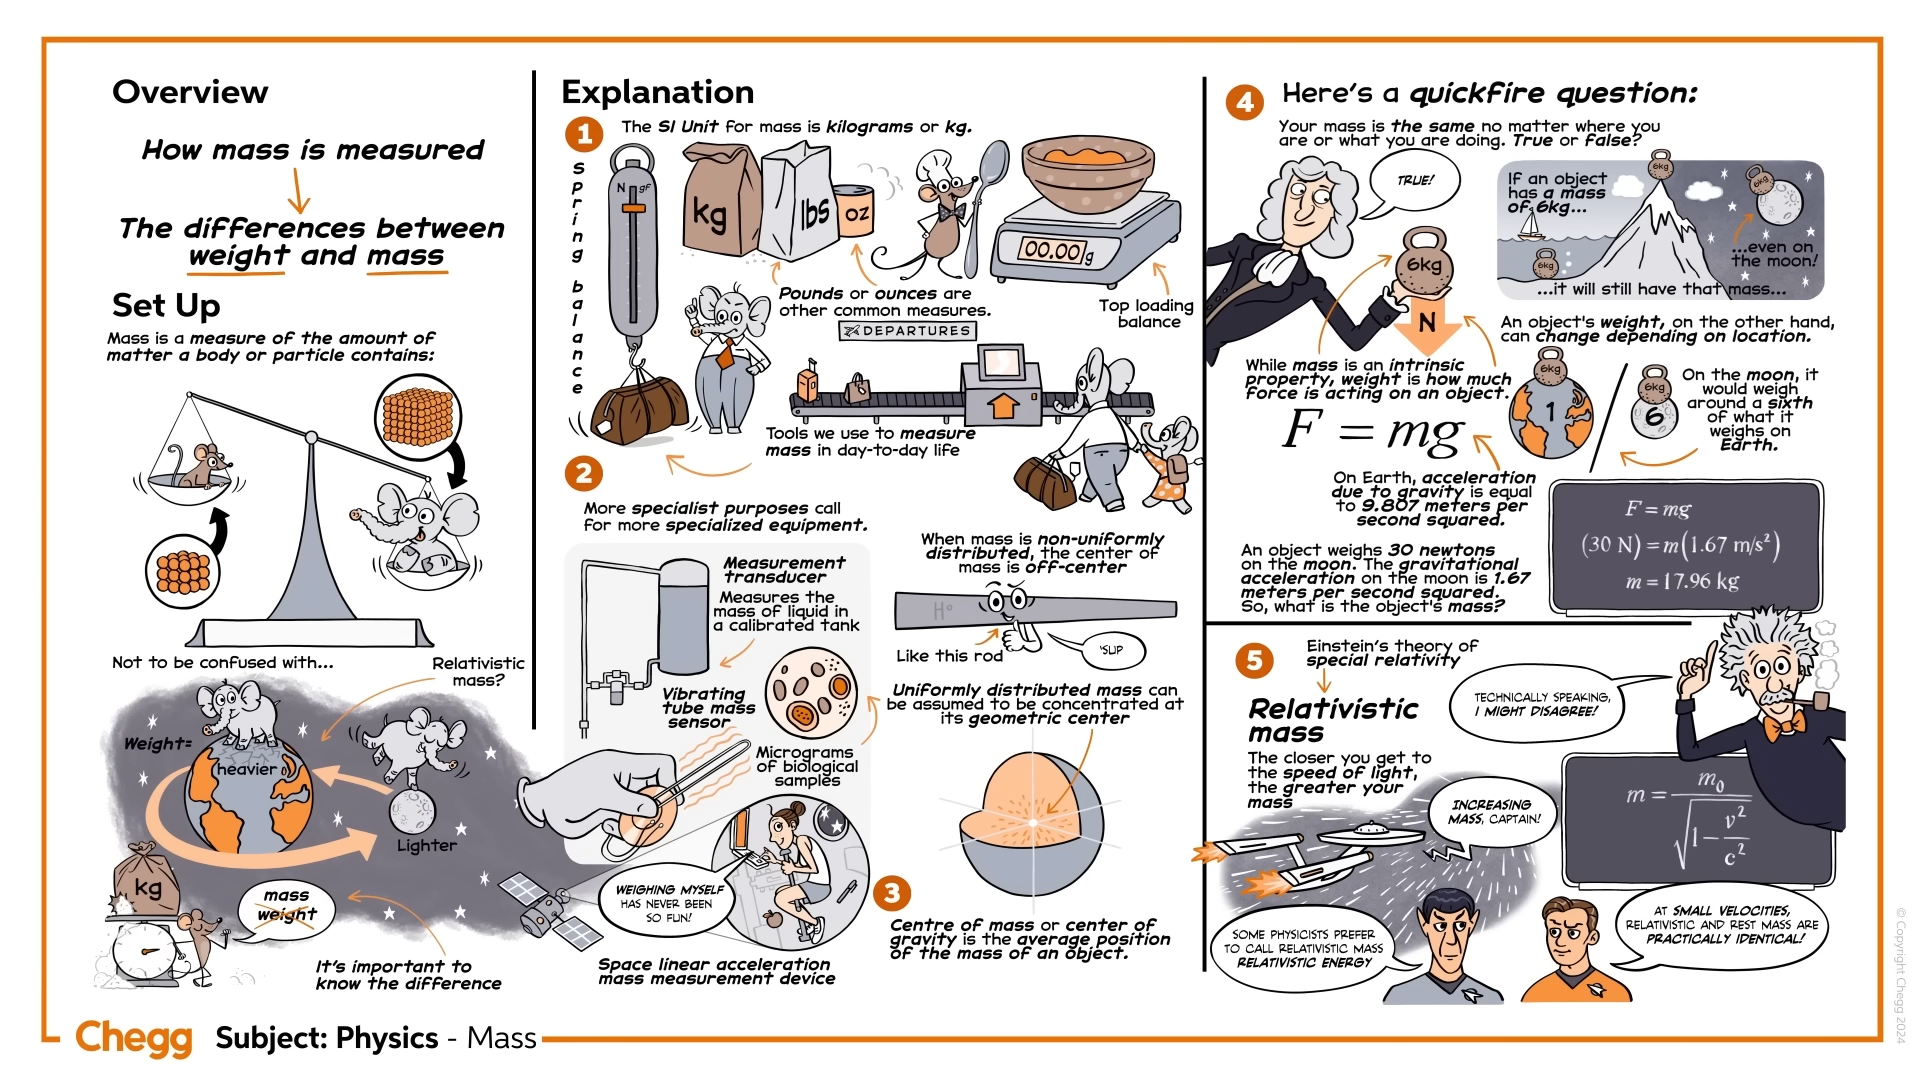 Overview
How mass is measured
The differences between
weight and mass
Set Up
Mass is a measure of the amount of
matter a body or particle contains:
Not to be confused with...
Relativistic
mass?
Weight=
heavier
Lighter
kg
mass
weight
It's important to
know the difference
Explanation
1
The SI Unit for mass is kilograms or kg.
spring balance
N gf
kg
lbs
oz
00.00 g
Pounds or ounces are
other common measures.
Top loading
balance
DEPARTURES
Tools we use to measure
mass in day-to-day life
2
More specialist purposes call
for more specialized equipment.
Measurement
transducer
Measures the
mass of liquid in
a calibrated tank
Vibrating
tube mass
sensor
Micrograms
of biological
samples
WEIGHING MYSELF
HAS NEVER BEEN
SO FUN!
Space linear acceleration
mass measurement device
When mass is non-uniformly
distributed, the center of
mass is off-center
H°
Like this rod
'SUP
Uniformly distributed mass can
be assumed to be concentrated at
its geometric center
3
Centre of mass or center of
gravity is the average position
of the mass of an object.
4
Here's a quickfire question:
Your mass is the same no matter where you
are or what you are doing. True or false?
TRUE!
6kg
N
If an object
has a mass
of 6kg...
6kg
6kg
6kg
...even on
the moon!
...it will still have that mass...
An object's weight, on the other hand,
can change depending on location.
While mass is an intrinsic
property, weight is how much
force is acting on an object.
F = mg
6kg
1
6kg
6
On the moon, it
would weigh
around a sixth
of what it
weighs on
Earth.
On Earth, acceleration
due to gravity is equal
to 9.807 meters per
second squared.
An object weighs 30 newtons
on the moon. The gravitational
acceleration on the moon is 1.67
meters per second squared.
So, what is the object's mass?
F = mg
(30 N) = m(1.67 m/s²)
m = 17.96 kg
5
Einstein's theory of
special relativity
Relativistic
mass
The closer you get to
the speed of light,
the greater your
mass
TECHNICALLY SPEAKING,
I MIGHT DISAGREE!
INCREASING
MASS, CAPTAIN!
m = m₀ / √(1 − v²/c²)
SOME PHYSICISTS PREFER
TO CALL RELATIVISTIC MASS
RELATIVISTIC ENERGY
AT SMALL VELOCITIES,
RELATIVISTIC AND REST MASS ARE
PRACTICALLY IDENTICAL!
Chegg
Subject: Physics - Mass
© Copyright Chegg 2024